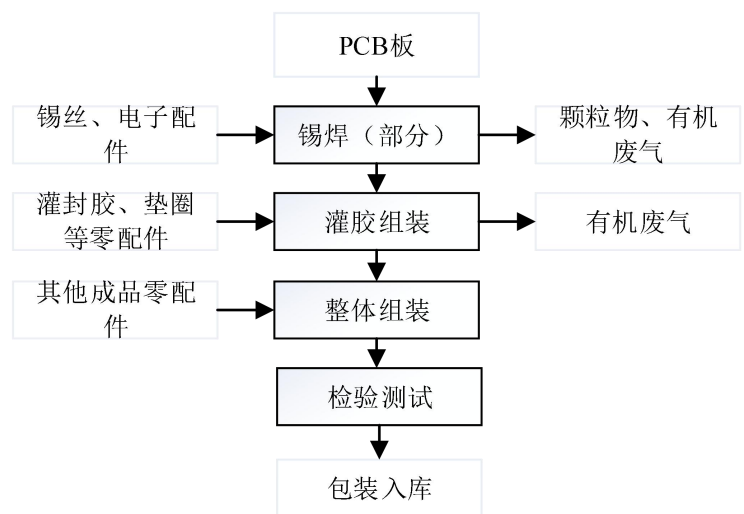 PCB板
锡丝、电子配
件
锡焊（部分）
颗粒物、有机
废气
灌封胶、垫圈
等零配件
灌胶组装
有机废气
其他成品零配
件
整体组装
检验测试
包装入库